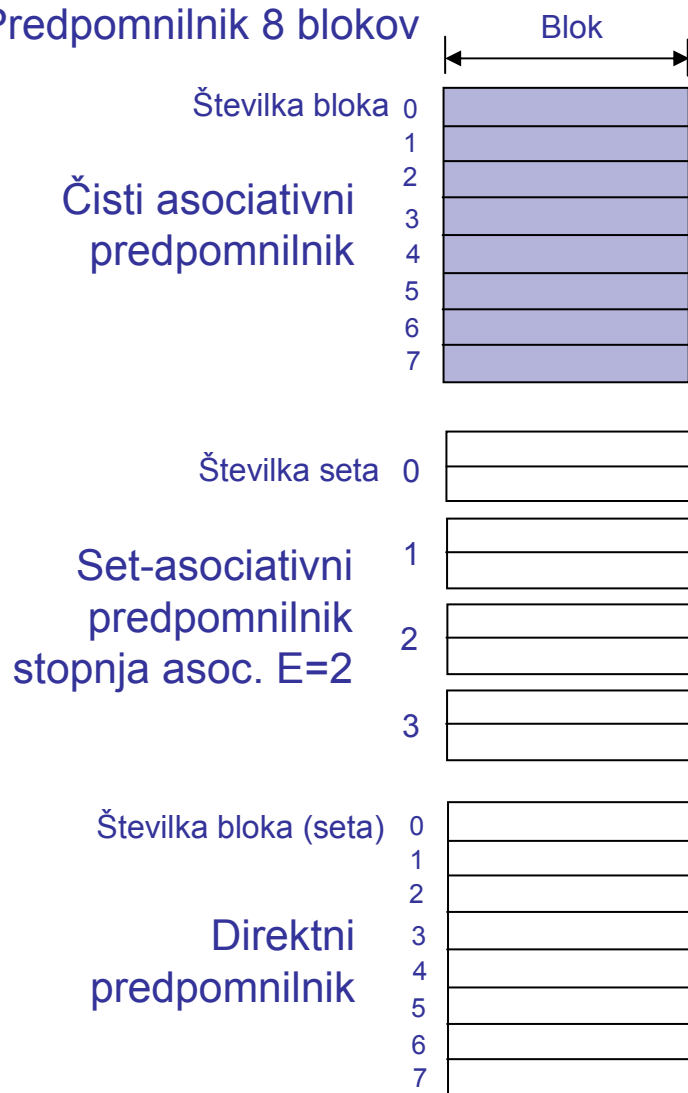 Predpomnilnik 8 blokov
Blok
Številka bloka 0
1
2
3
4
5
6
7
Čisti asociativni
predpomnilnik
Številka seta 0
1
2
3
Set-asociativni
predpomnilnik
stopnja asoc. E=2
Številka bloka (seta) 0
1
2
3
4
5
6
7
Direktni
predpomnilnik